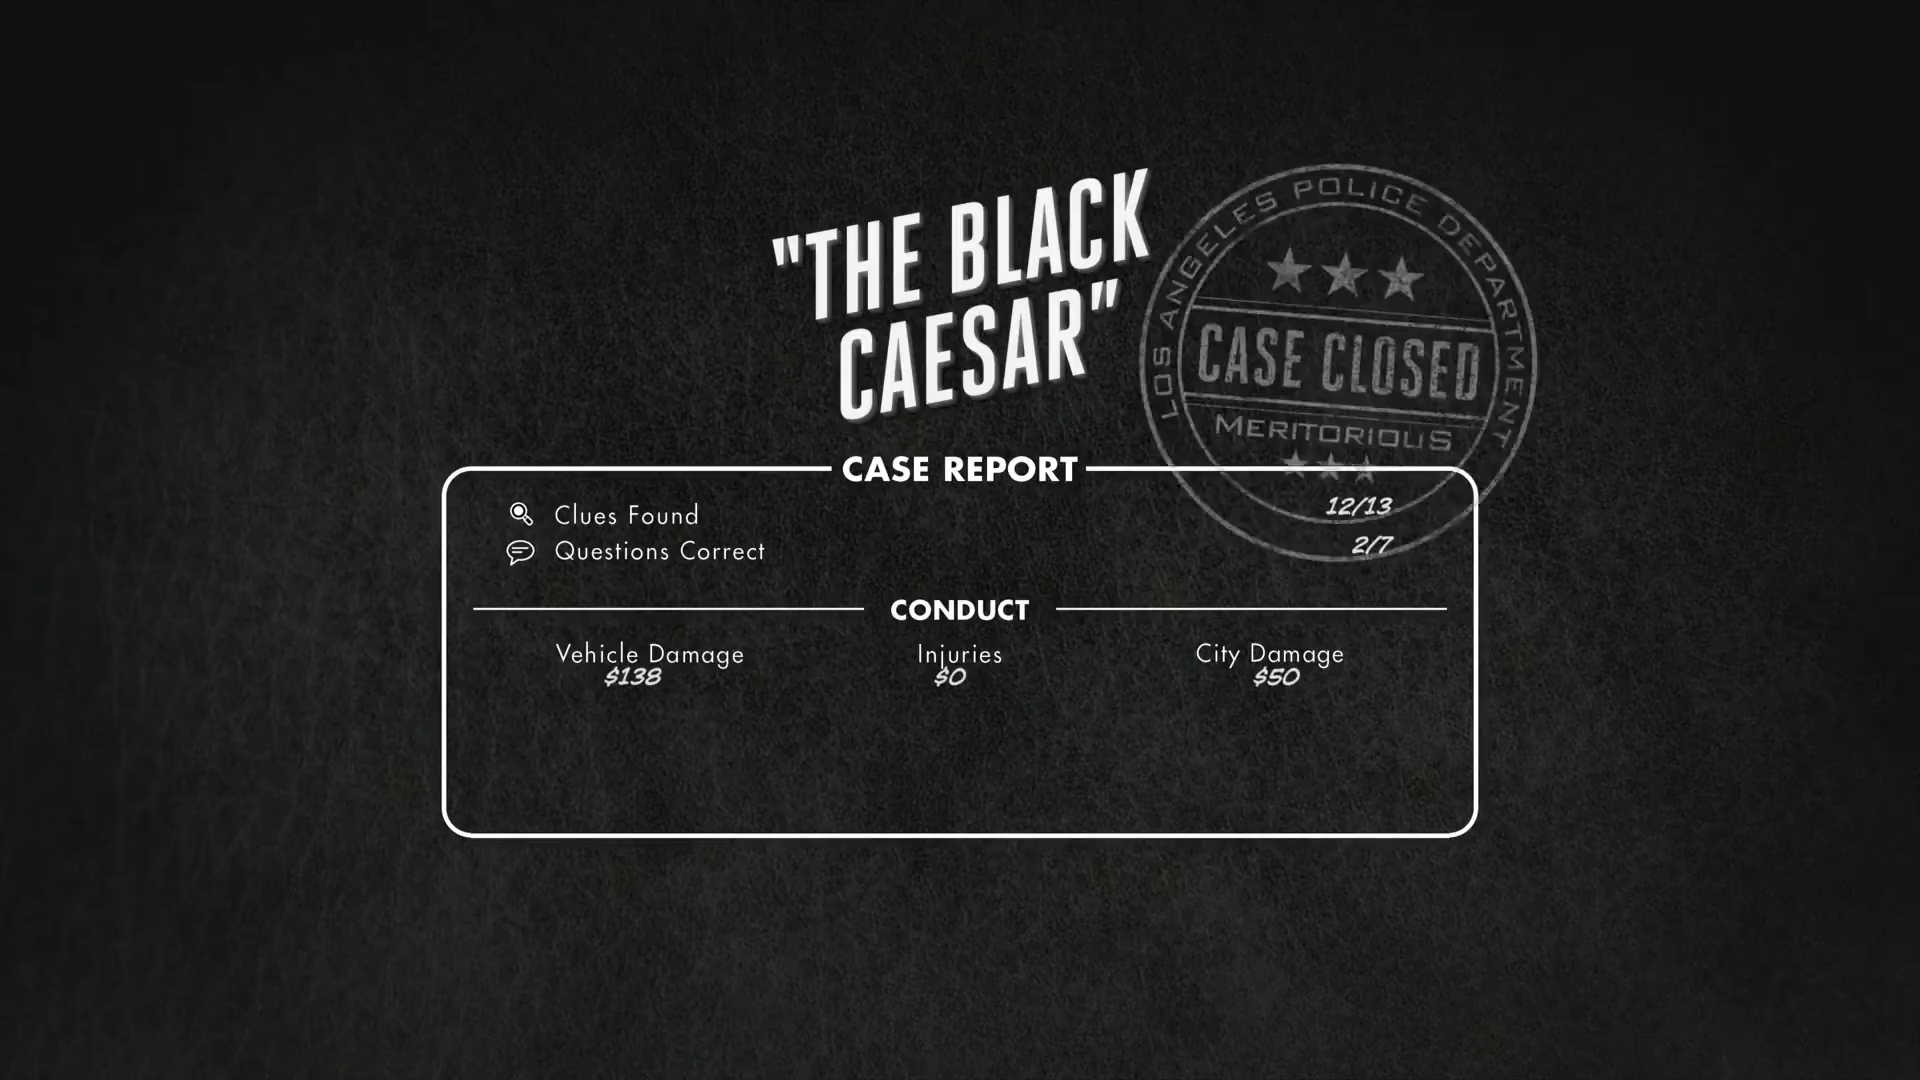 "THE BLACK
CAESAR"
LOS ANGELES POLICE DEPARTMENT
CASE CLOSED
MERITORIOUS
CASE REPORT
Clues Found 12/13
Questions Correct 2/7
CONDUCT
Vehicle Damage Injuries City Damage
$138 $0 $50